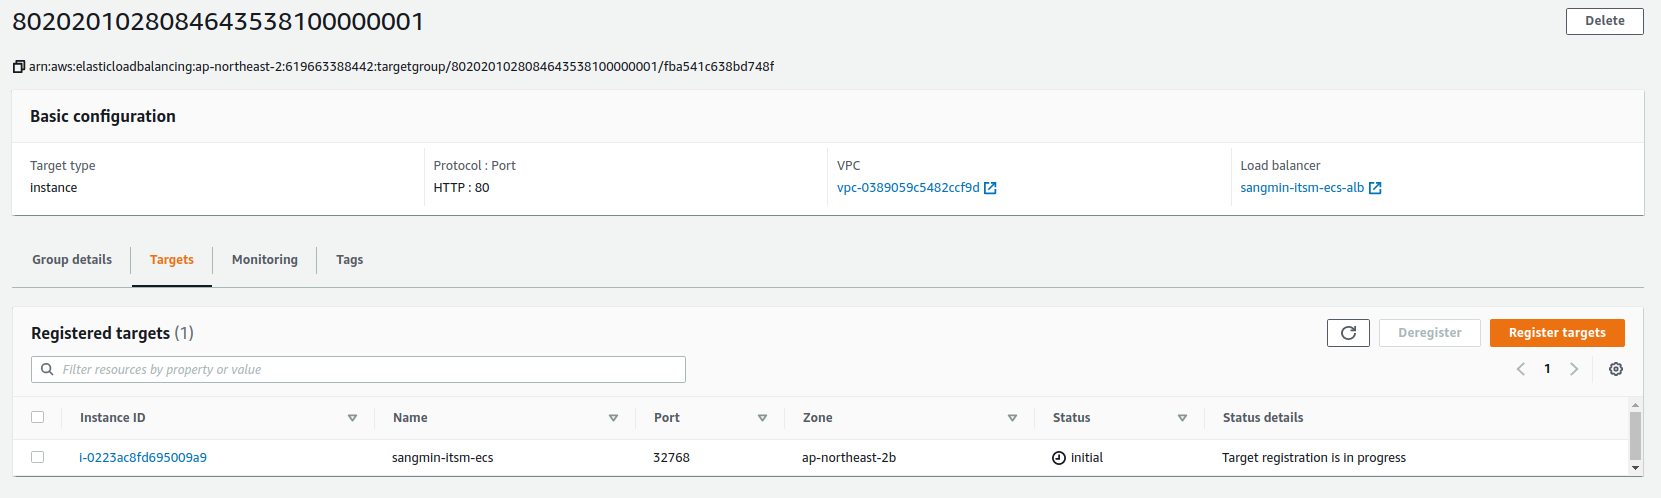 8020201028084643538100000001
Delete
arn:aws:elasticloadbalancing:ap-northeast-2:619663388442:targetgroup/8020201028084643538100000001/fba541c638bd748f
Basic configuration
Target type Protocol : Port VPC Load balancer
instance HTTP : 80 vpc-0389059c5482ccf9d sangmin-itsm-ecs-alb
Group details Targets Monitoring Tags
Registered targets (1) Deregister Register targets
Filter resources by property or value 1
Instance ID Name Port Zone Status Status details
i-0223ac8fd695009a9 sangmin-itsm-ecs 32768 ap-northeast-2b initial Target registration is in progress